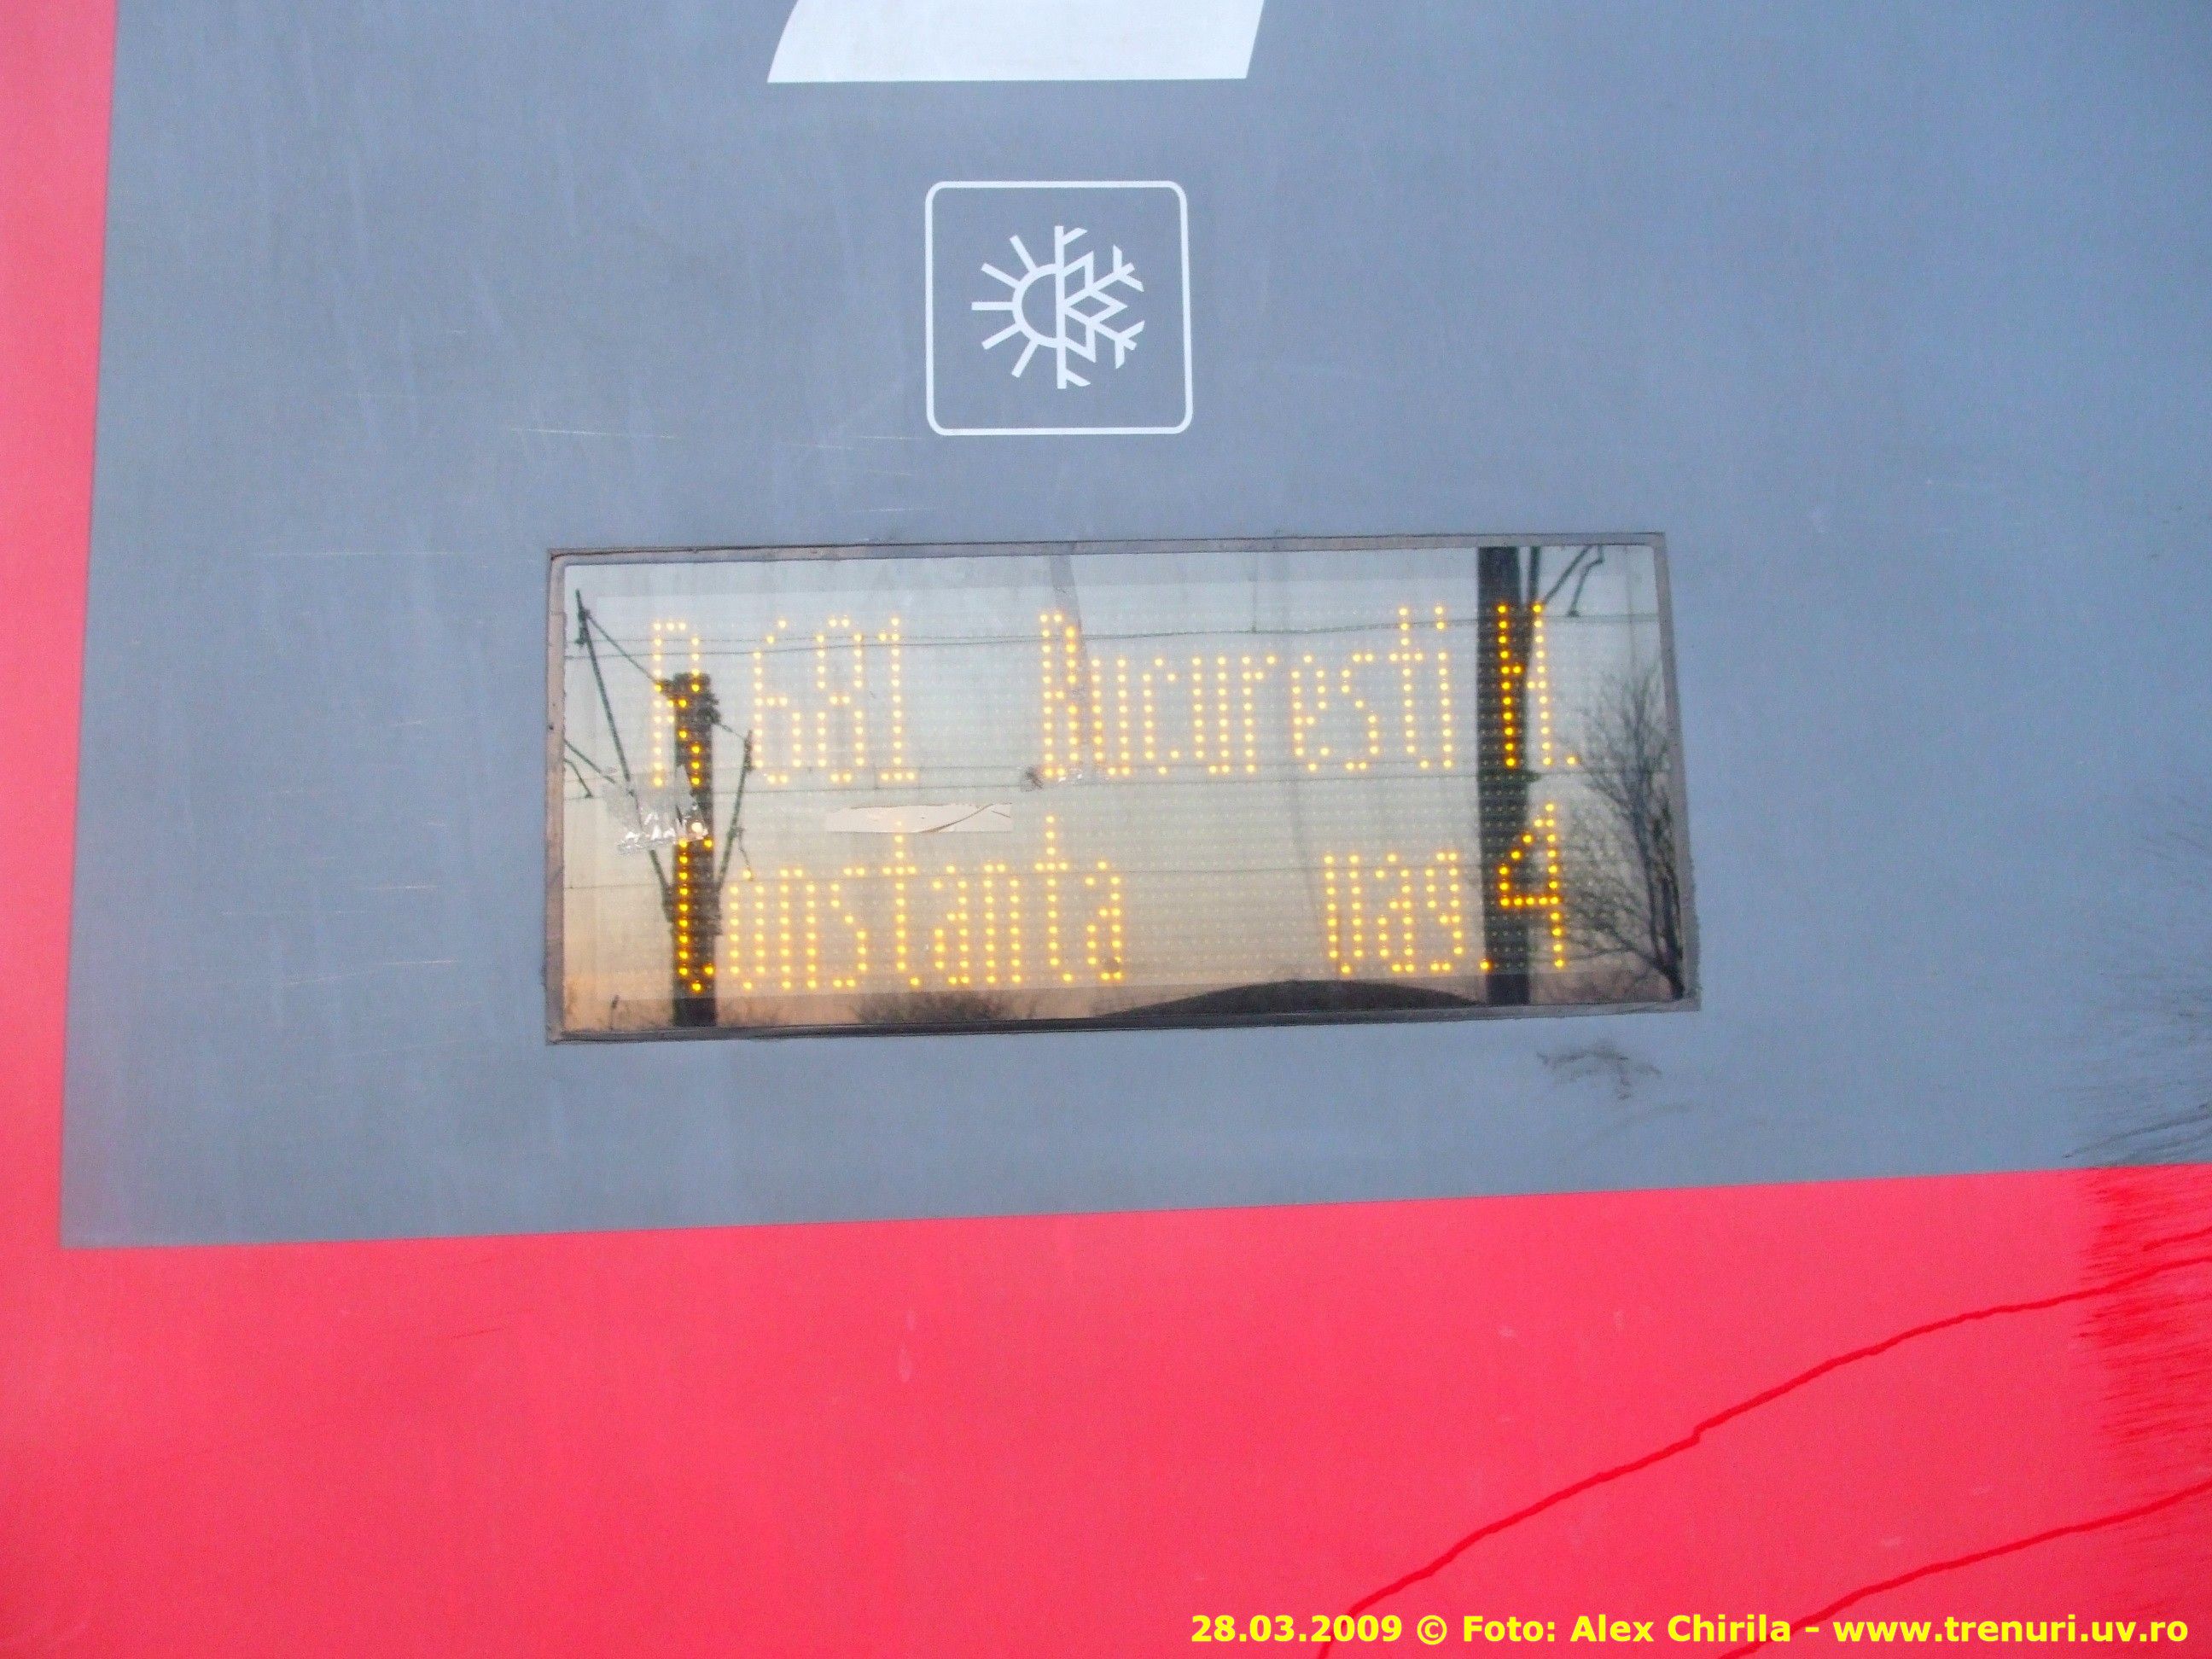 R 681 Bucuresti N.
Constanta vag.4
28.03.2009 © Foto: Alex Chirila - www.trenuri.uv.ro